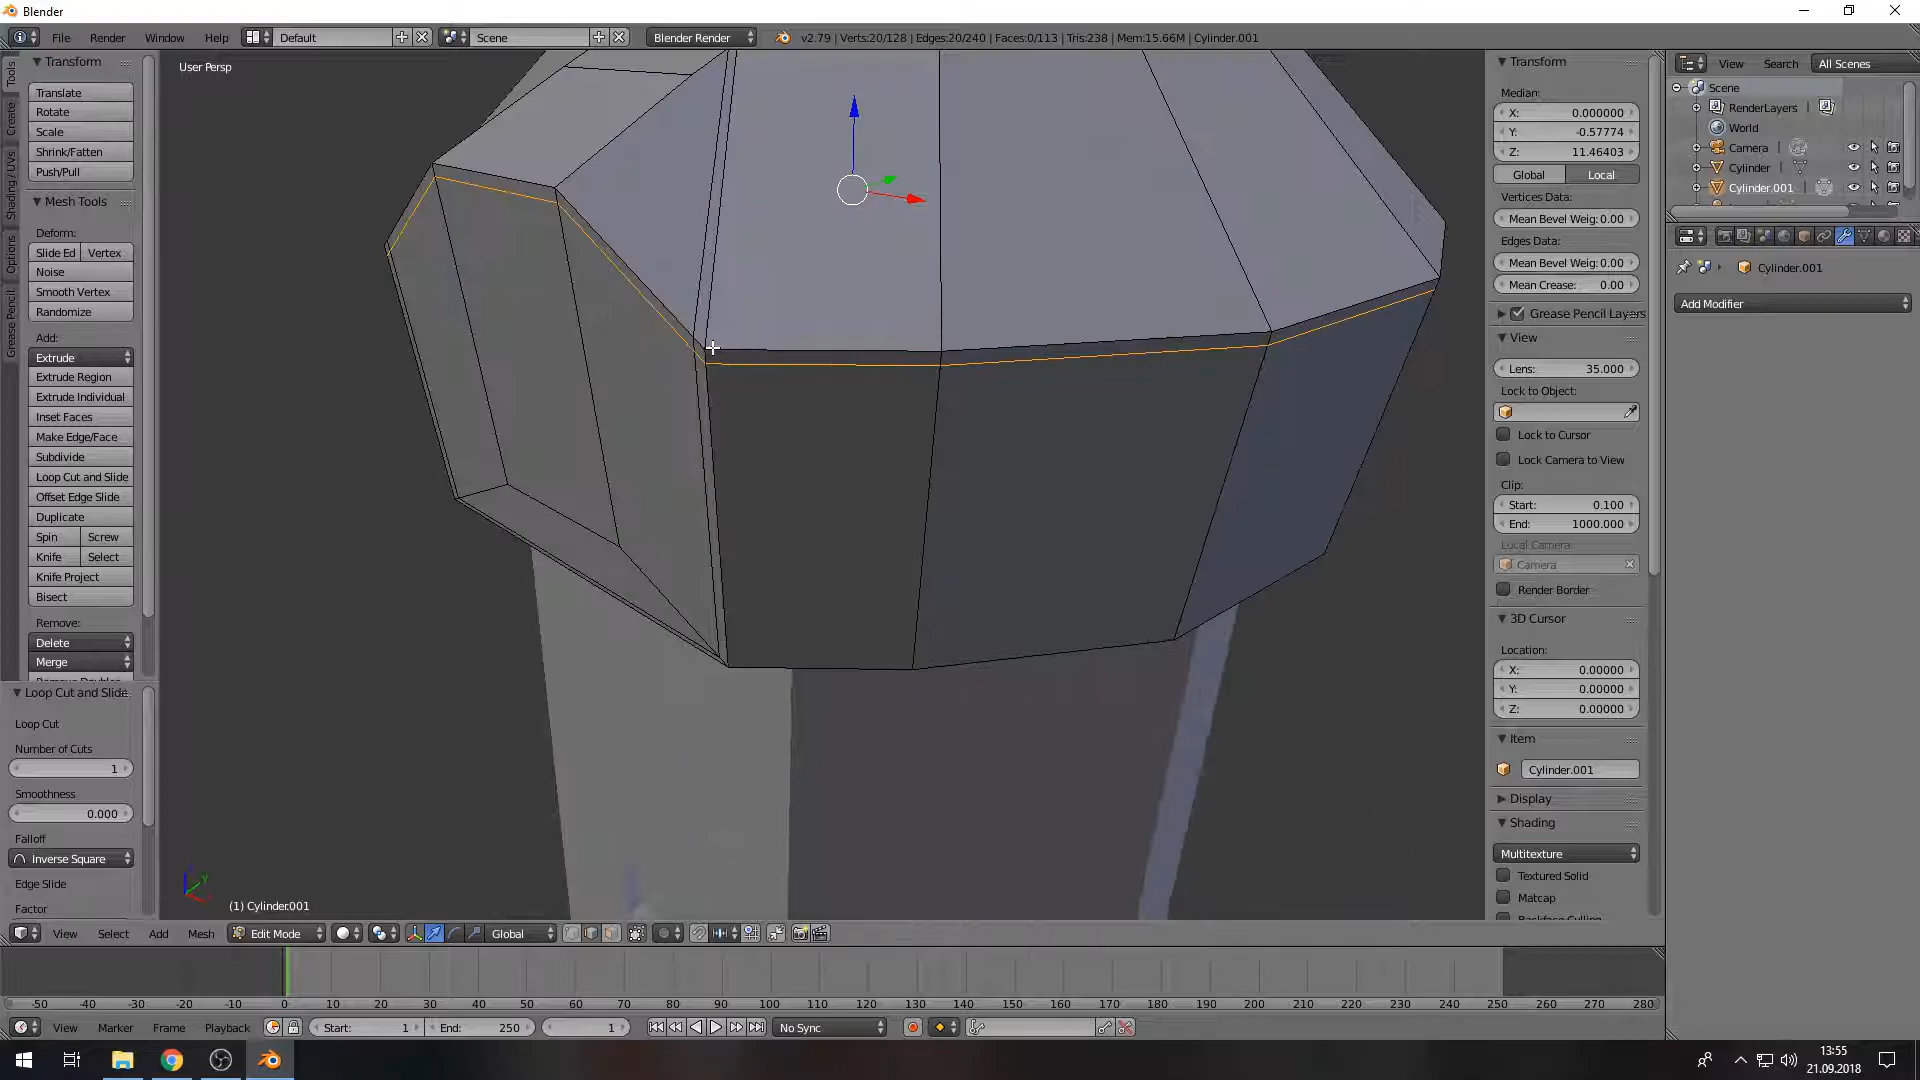 Blender
File Render Window Help Default Scene Blender Render v2.79 | Verts:20/128 | Edges:20/240 | Faces:0/113 | Tris:238 | Mem:15.66M | Cylinder.001
Tools
Create
Shading / UVs
Options
Grease Pencil
Transform
Translate
Rotate
Scale
Shrink/Fatten
Push/Pull
Mesh Tools
Deform:
Slide Ed Vertex
Noise
Smooth Vertex
Randomize
Add:
Extrude
Extrude Region
Extrude Individual
Inset Faces
Make Edge/Face
Subdivide
Loop Cut and Slide
Offset Edge Slide
Duplicate
Spin Screw
Knife Select
Knife Project
Bisect
Remove:
Delete
Merge
Loop Cut and Slide
Loop Cut
Number of Cuts
1
Smoothness
0.000
Falloff
Inverse Square
Edge Slide
Factor
User Persp
(1) Cylinder.001
Transform
Median:
X: 0.000000
Y: -0.57774
Z: 11.46403
Global Local
Vertices Data:
Mean Bevel Weig: 0.00
Edges Data:
Mean Bevel Weig: 0.00
Mean Crease: 0.00
Grease Pencil Layers
View
Lens: 35.000
Lock to Object:
Lock to Cursor
Lock Camera to View
Clip:
Start: 0.100
End: 1000.000
Local Camera:
Camera
Render Border
3D Cursor
Location:
X: 0.00000
Y: 0.00000
Z: 0.00000
Item
Cylinder.001
Display
Shading
Multitexture
Textured Solid
Matcap
View Search All Scenes
Scene
RenderLayers
World
Camera
Cylinder
Cylinder.001
Cylinder.001
Add Modifier
View Select Add Mesh Edit Mode Global
-50 -40 -30 -20 -10 0 10 20 30 40 50 60 70 80 90 100 110 120 130 140 150 160 170 180 190 200 210 220 230 240 250 260 270 280
View Marker Frame Playback Start: 1 End: 250 1 No Sync
13:55
21.09.2018